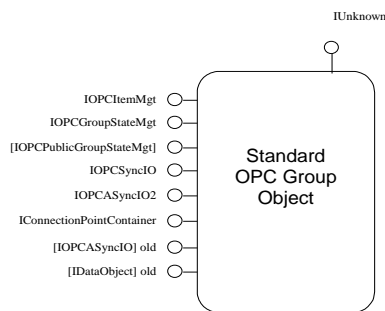 IUnknown
IOPCItemMgt
IOPCGroupStateMgt
[IOPCPublicGroupStateMgt]
IOPCSyncIO
IOPCASyncIO2
IConnectionPointContainer
[IOPCASyncIO] old
[IDataObject] old
Standard
OPC Group
Object